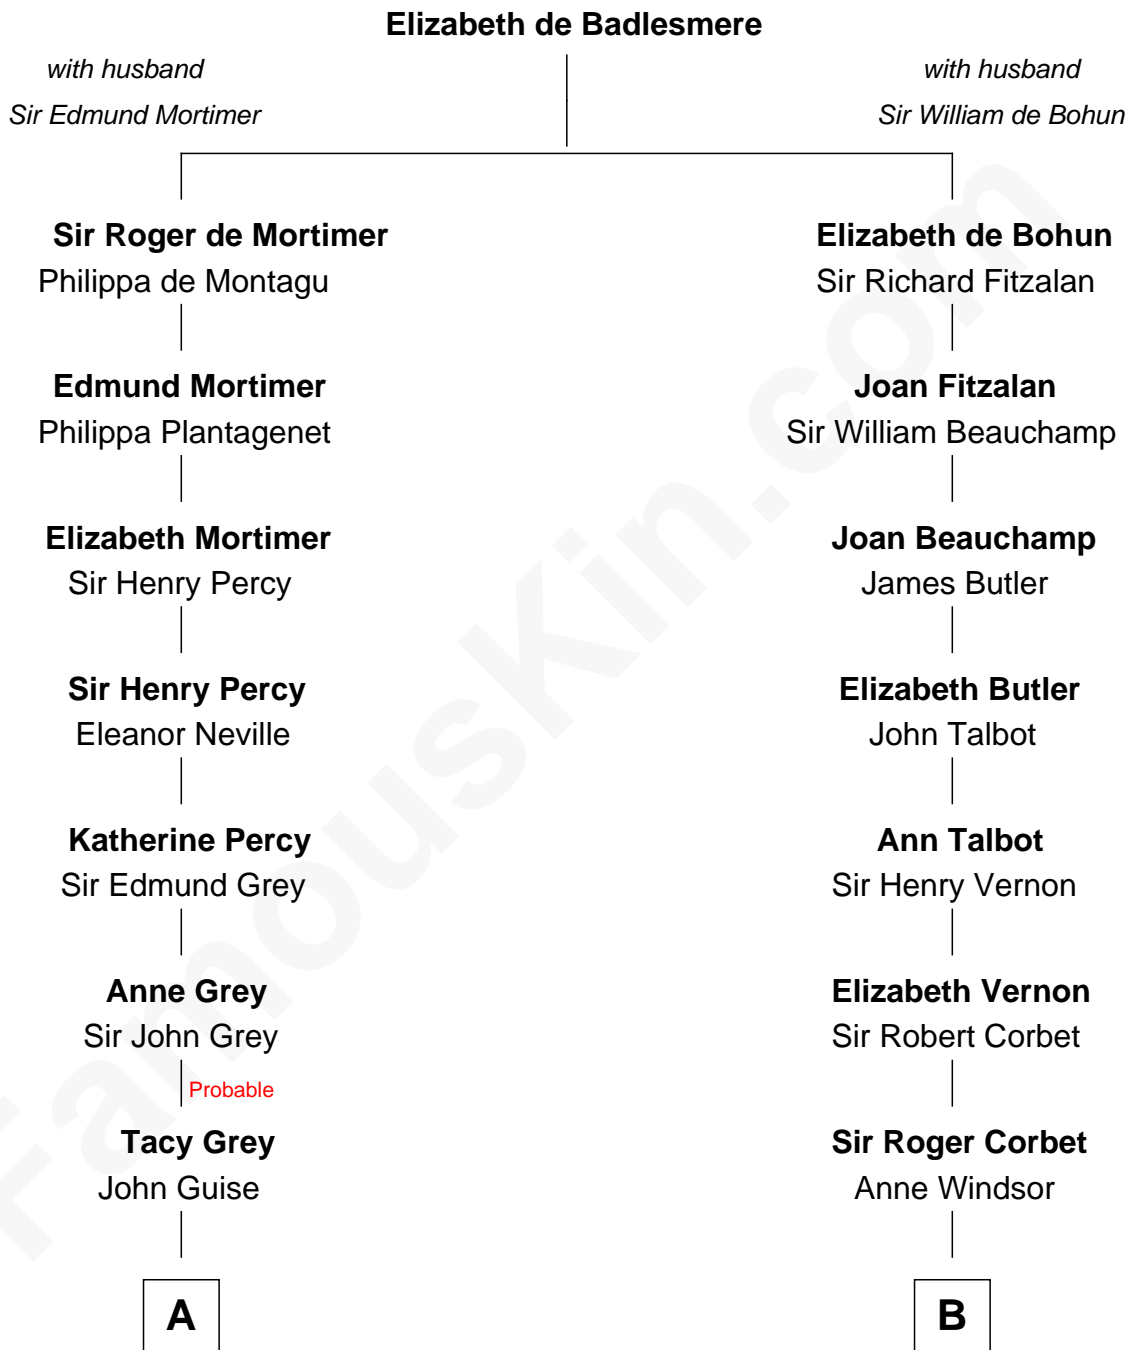 Elizabeth de Badlesmere
with husband
Sir Edmund Mortimer
with husband
Sir William de Bohun
Sir Roger de Mortimer
Philippa de Montagu
Edmund Mortimer
Philippa Plantagenet
Elizabeth Mortimer
Sir Henry Percy
Sir Henry Percy
Eleanor Neville
Katherine Percy
Sir Edmund Grey
Anne Grey
Sir John Grey
Probable
Tacy Grey
John Guise
A
Elizabeth de Bohun
Sir Richard Fitzalan
Joan Fitzalan
Sir William Beauchamp
Joan Beauchamp
James Butler
Elizabeth Butler
John Talbot
Ann Talbot
Sir Henry Vernon
Elizabeth Vernon
Sir Robert Corbet
Sir Roger Corbet
Anne Windsor
B
FamousKin.com